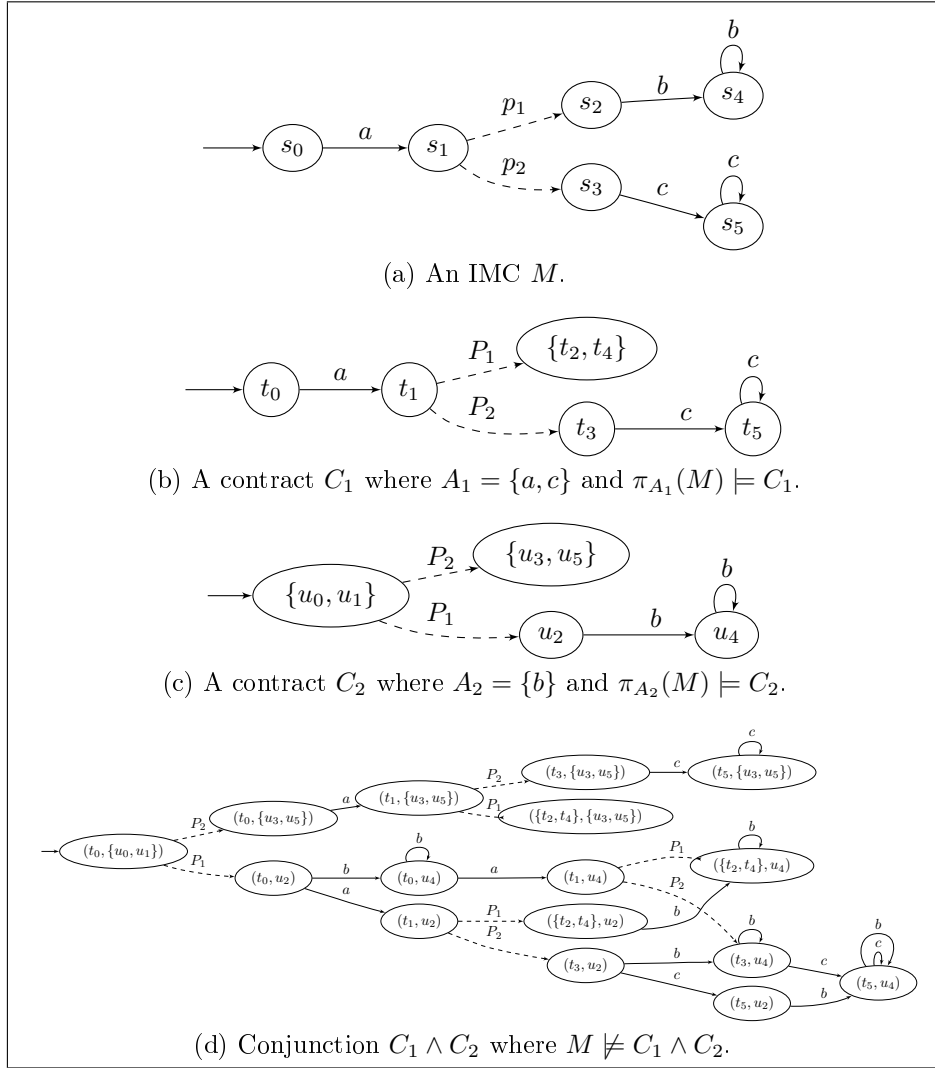 b
p₁
s₂
b
s₄
s₀
a
s₁
p₂
s₃
c
c
s₅
(a) An IMC M.
P₁
{t₂, t₄}
t₀
a
t₁
c
P₂
t₃
c
t₅
(b) A contract C₁ where A₁ = {a, c} and π_{A₁}(M) ⊨ C₁.
P₂
{u₃, u₅}
{u₀, u₁}
b
P₁
u₂
b
u₄
(c) A contract C₂ where A₂ = {b} and π_{A₂}(M) ⊨ C₂.
c
P₂
(t₃, {u₃, u₅})
c
(t₅, {u₃, u₅})
(t₁, {u₃, u₅})
a
(t₀, {u₃, u₅})
P₁
({t₂, t₄}, {u₃, u₅})
P₂
(t₀, {u₀, u₁})
P₁
b
b
P₁
({t₂, t₄}, u₄)
(t₀, u₂)
b
(t₀, u₄)
a
(t₁, u₄)
a
P₂
(t₁, u₂)
P₁
({t₂, t₄}, u₂)
b
P₂
b
b
(t₃, u₂)
b
(t₃, u₄)
c
c
c
(t₅, u₄)
(t₅, u₂)
b
(d) Conjunction C₁ ∧ C₂ where M ⊭ C₁ ∧ C₂.